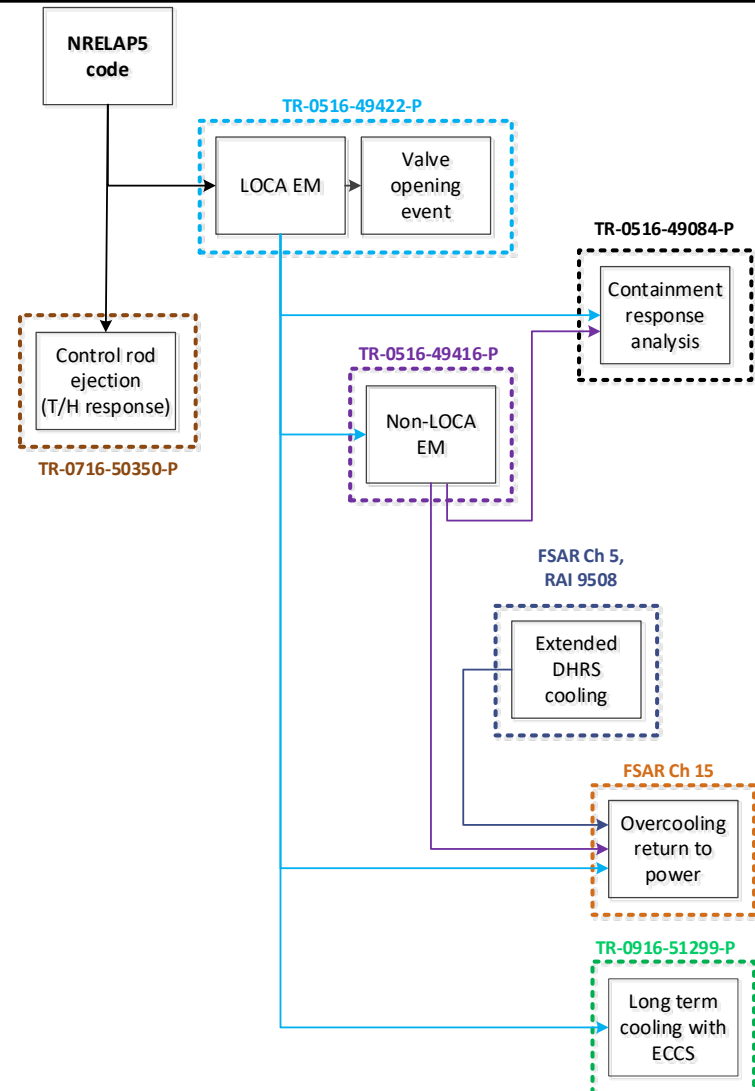 NRELAP5
code
TR-0516-49422-P
LOCA EM
Valve
opening
event
TR-0516-49084-P
Containment
response
analysis
Control rod
ejection
(T/H response)
TR-0716-50350-P
TR-0516-49416-P
Non-LOCA
EM
FSAR Ch 5,
RAI 9508
Extended
DHRS
cooling
FSAR Ch 15
Overcooling
return to
power
TR-0916-51299-P
Long term
cooling with
ECCS